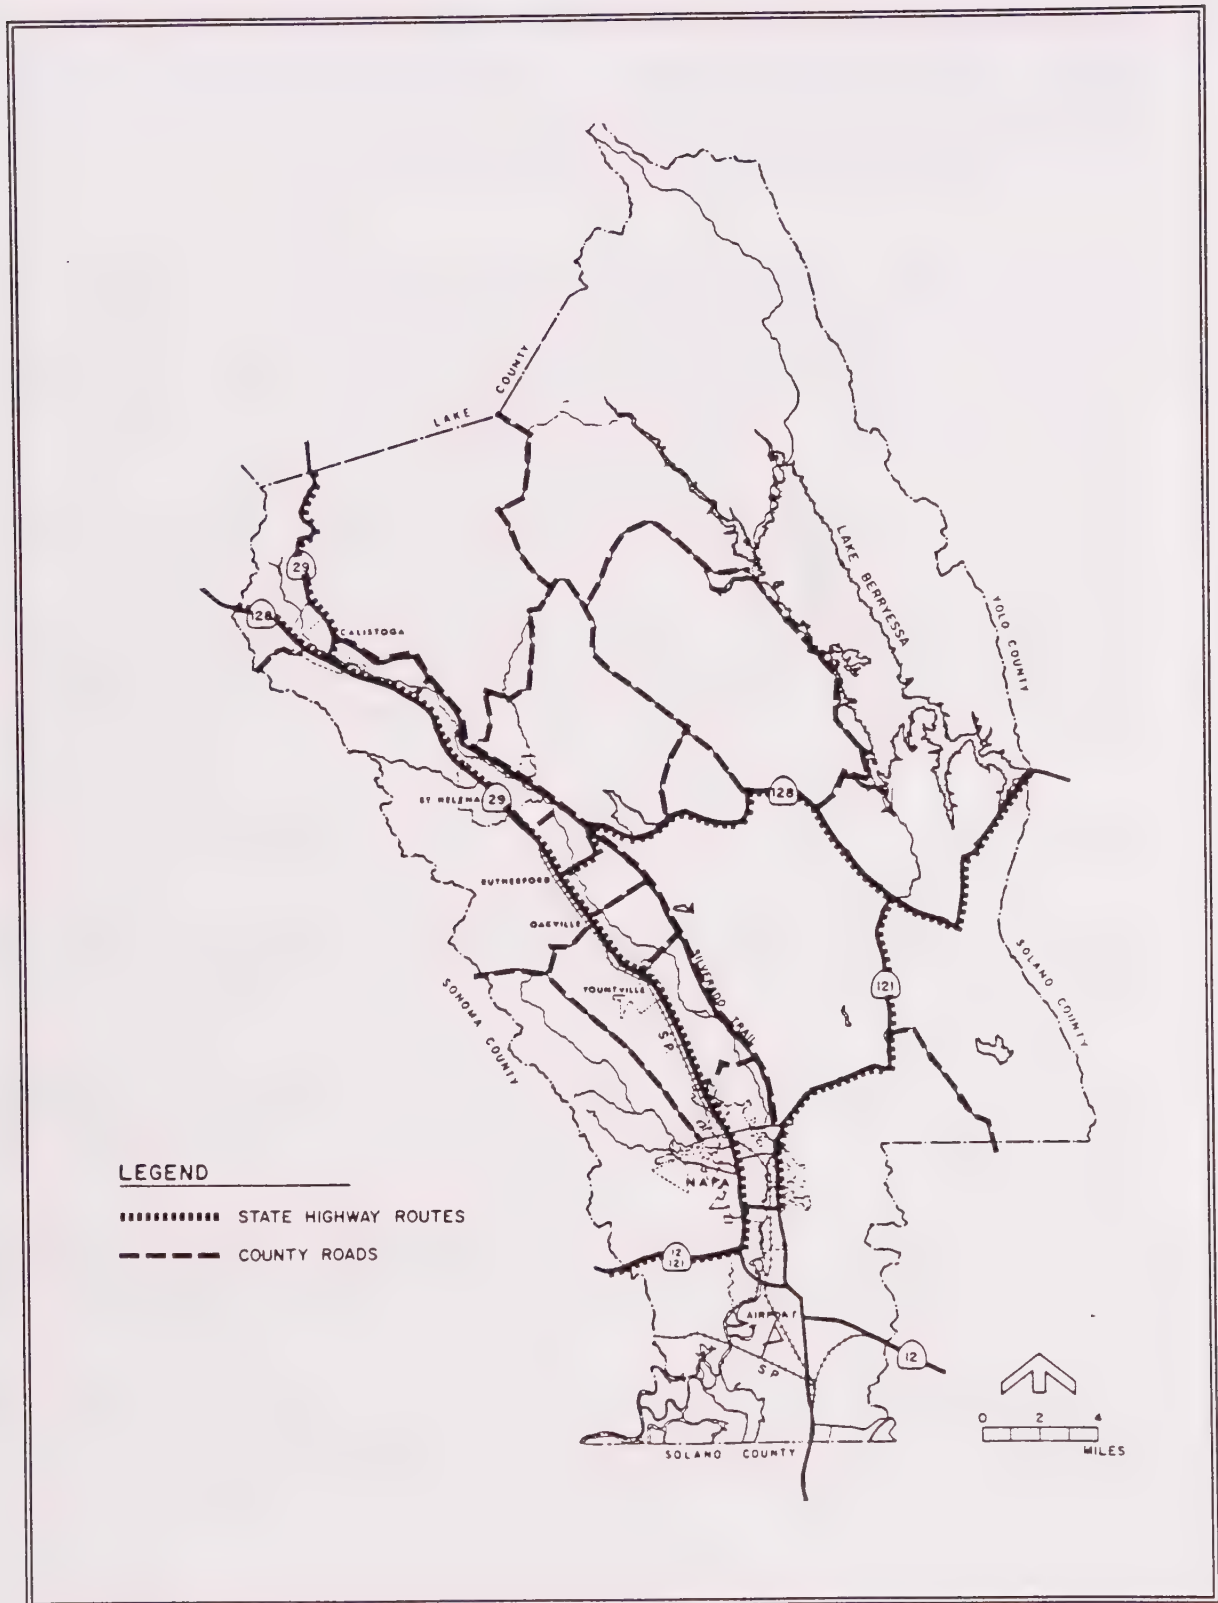 LAKE COUNTY
29
128
CALISTOGA
LAKE BERRYESSA
YOLO COUNTY
ST HELENA
29
128
RUTHERFORD
OAKVILLE
SONOMA COUNTY
YOUNTVILLE
SILVERADO TRAIL
121
SOLANO COUNTY
S.P.
LEGEND
NAPA
STATE HIGHWAY ROUTES
COUNTY ROADS
12
121
AIRPORT
12
S.P.
0 2 4
MILES
SOLANO COUNTY